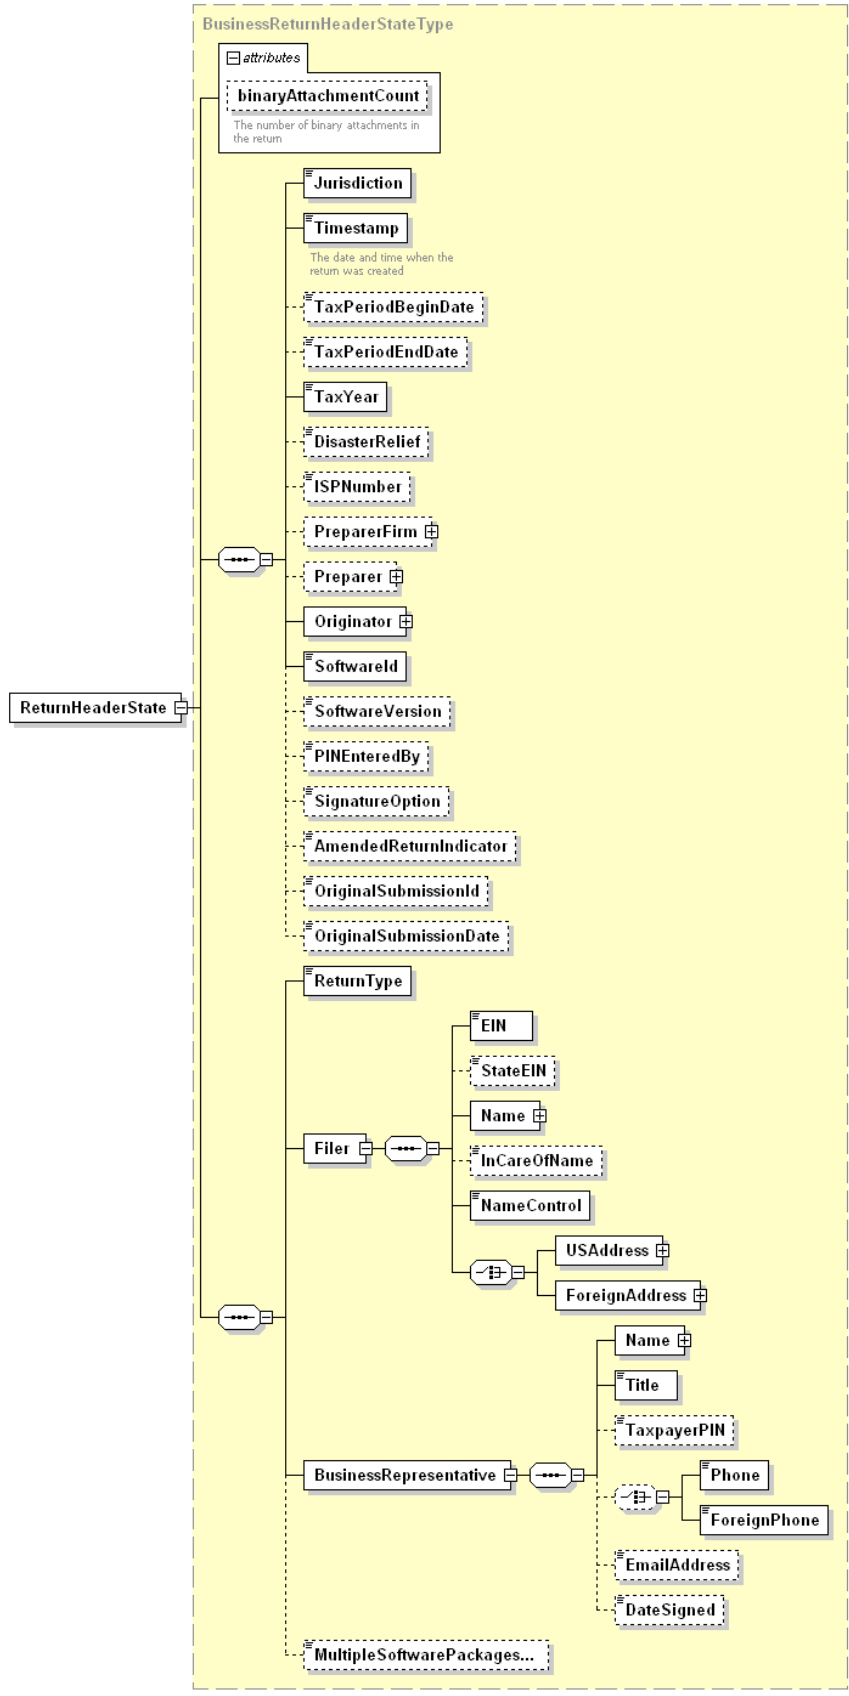 BusinessReturnHeaderStateType
attributes
binaryAttachmentCount
The number of binary attachments in
the return
Jurisdiction
Timestamp
The date and time when the
return was created
TaxPeriodBeginDate
TaxPeriodEndDate
TaxYear
DisasterRelief
ISPNumber
PreparerFirm
Preparer
Originator
SoftwareId
ReturnHeaderState
SoftwareVersion
PINEnteredBy
SignatureOption
AmendedReturnIndicator
OriginalSubmissionId
OriginalSubmissionDate
ReturnType
EIN
StateEIN
Name
Filer
InCareOfName
NameControl
USAddress
ForeignAddress
Name
Title
TaxpayerPIN
BusinessRepresentative
Phone
ForeignPhone
EmailAddress
DateSigned
MultipleSoftwarePackages...